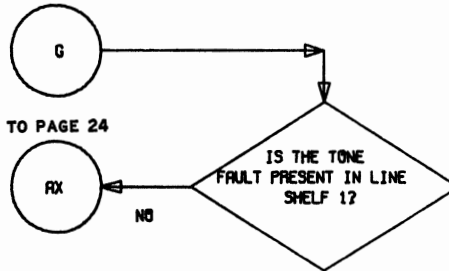 G
TO PAGE 24
IS THE TONE
FAULT PRESENT IN LINE
SHELF 1?
AX
NO